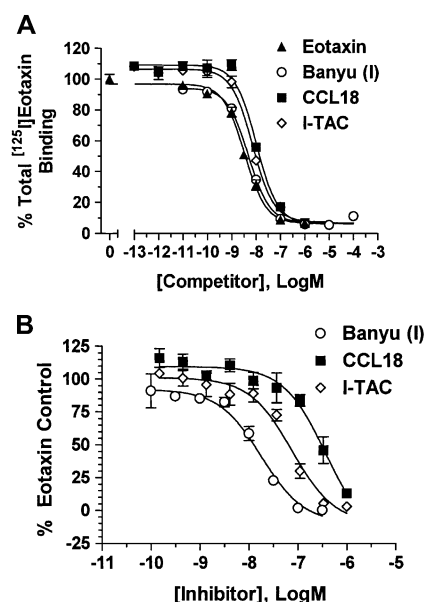 A
Eotaxin
Banyu (I)
CCL18
I-TAC
% Total [125I]Eotaxin
Binding
120
100
80
60
40
20
0
0 -13 -12 -11 -10 -9 -8 -7 -6 -5 -4 -3
[Competitor], LogM
B
Banyu (I)
CCL18
I-TAC
% Eotaxin Control
125
100
75
50
25
0
-25
-11 -10 -9 -8 -7 -6 -5
[Inhibitor], LogM